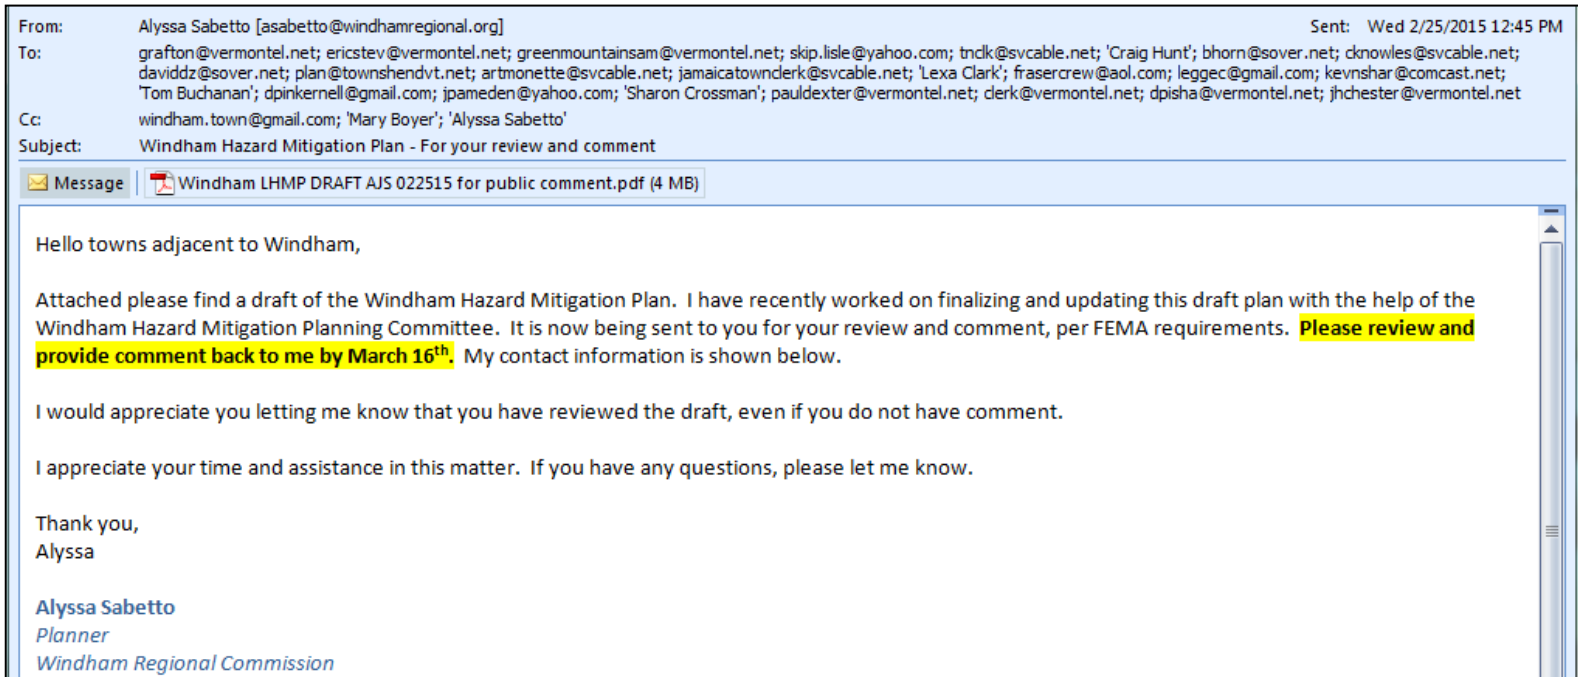 From: Alyssa Sabetto [asabetto@windhamregional.org] Sent: Wed 2/25/2015 12:45 PM
To: grafton@vermontel.net; ericstev@vermontel.net; greenmountainsam@vermontel.net; skip.lisle@yahoo.com; tnclk@svcable.net; 'Craig Hunt'; bhorn@sover.net; cknowles@svcable.net;
daviddz@sover.net; plan@townshendvt.net; artmonette@svcable.net; jamaicatownclerk@svcable.net; 'Lexa Clark'; frasercrew@aol.com; leggec@gmail.com; kevnshar@comcast.net;
'Tom Buchanan'; dpinkernell@gmail.com; jpameden@yahoo.com; 'Sharon Crossman'; pauldexter@vermontel.net; clerk@vermontel.net; dpisha@vermontel.net; jhchester@vermontel.net
Cc: windham.town@gmail.com; 'Mary Boyer'; 'Alyssa Sabetto'
Subject: Windham Hazard Mitigation Plan - For your review and comment
Message Windham LHMP DRAFT AJS 022515 for public comment.pdf (4 MB)
Hello towns adjacent to Windham,
Attached please find a draft of the Windham Hazard Mitigation Plan. I have recently worked on finalizing and updating this draft plan with the help of the
Windham Hazard Mitigation Planning Committee. It is now being sent to you for your review and comment, per FEMA requirements. Please review and
provide comment back to me by March 16th. My contact information is shown below.
I would appreciate you letting me know that you have reviewed the draft, even if you do not have comment.
I appreciate your time and assistance in this matter. If you have any questions, please let me know.
Thank you,
Alyssa
Alyssa Sabetto
Planner
Windham Regional Commission